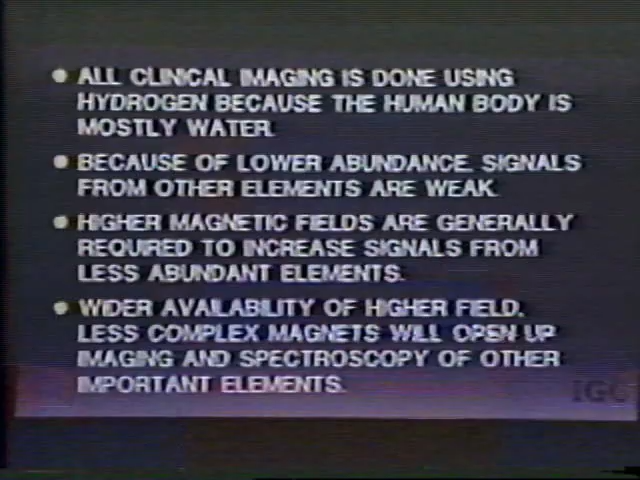 ● ALL CLINICAL IMAGING IS DONE USING
HYDROGEN BECAUSE THE HUMAN BODY IS
MOSTLY WATER.
● BECAUSE OF LOWER ABUNDANCE, SIGNALS
FROM OTHER ELEMENTS ARE WEAK.
● HIGHER MAGNETIC FIELDS ARE GENERALLY
REQUIRED TO INCREASE SIGNALS FROM
LESS ABUNDANT ELEMENTS.
● WIDER AVAILABILITY OF HIGHER FIELD,
LESS COMPLEX MAGNETS WILL OPEN UP
IMAGING AND SPECTROSCOPY OF OTHER
IMPORTANT ELEMENTS.
IGC